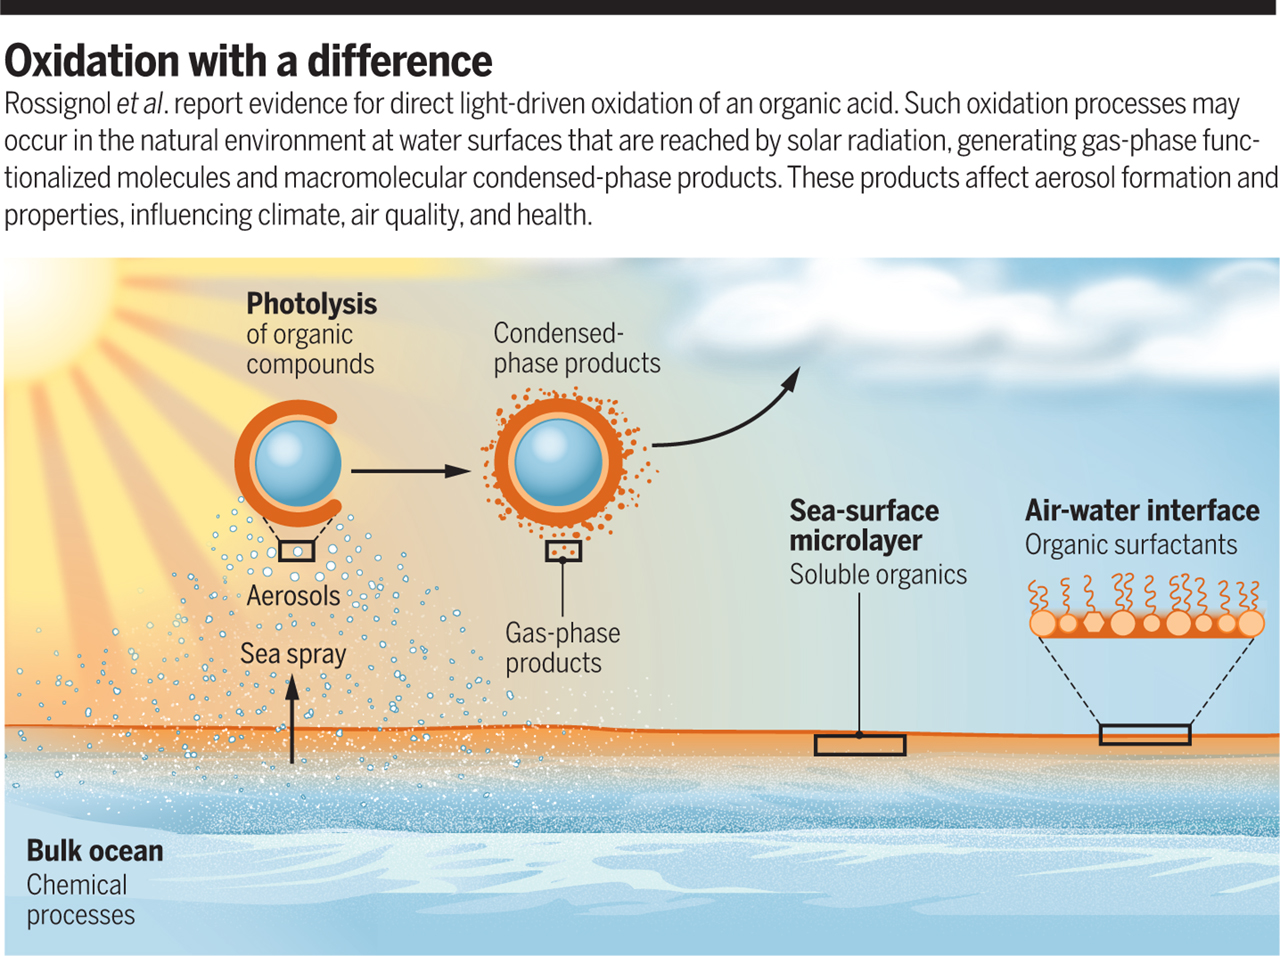 Oxidation with a difference
Rossignol et al. report evidence for direct light-driven oxidation of an organic acid. Such oxidation processes may
occur in the natural environment at water surfaces that are reached by solar radiation, generating gas-phase func-
tionalized molecules and macromolecular condensed-phase products. These products affect aerosol formation and
properties, influencing climate, air quality, and health.
Photolysis
of organic
compounds
Condensed-
phase products
Aerosols
Sea spray
Gas-phase
products
Sea-surface
microlayer
Soluble organics
Air-water interface
Organic surfactants
Bulk ocean
Chemical
processes